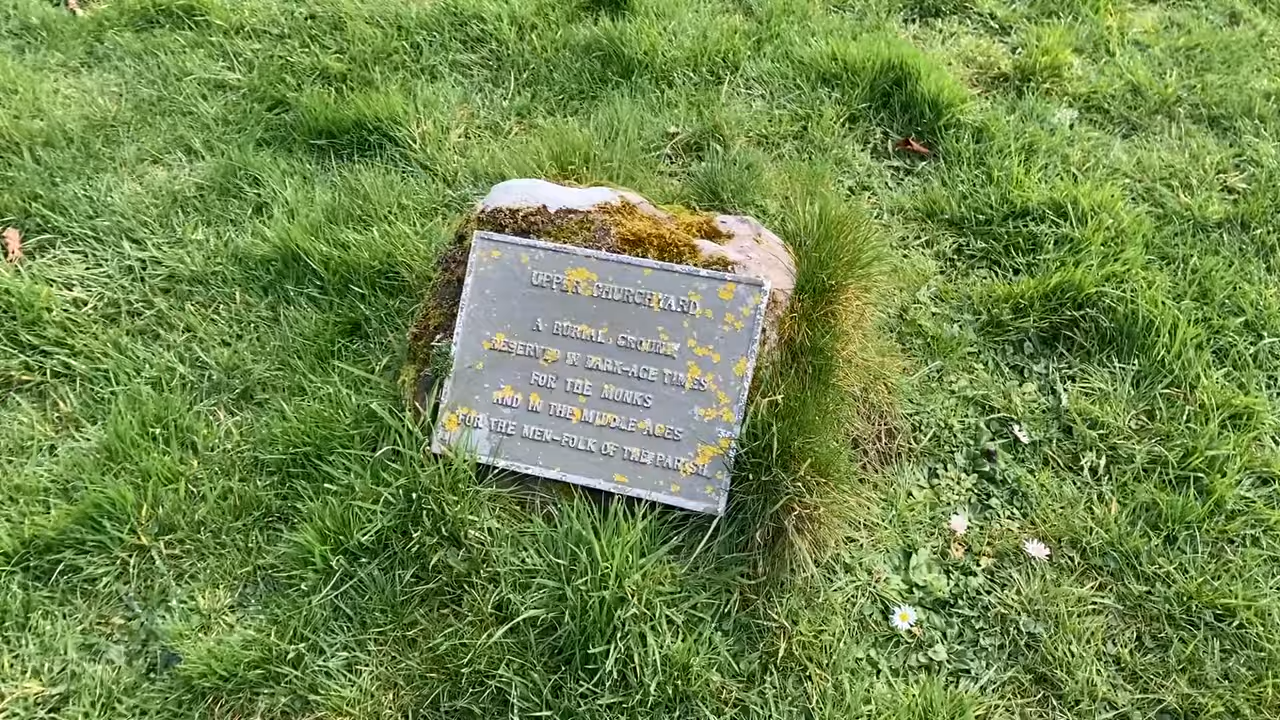 UPPER CHURCHYARD
A BURIAL GROUND
RESERVED IN DARK-AGE TIMES
FOR THE MONKS
AND IN THE MIDDLE AGES
FOR THE MEN-FOLK OF THE PARISH